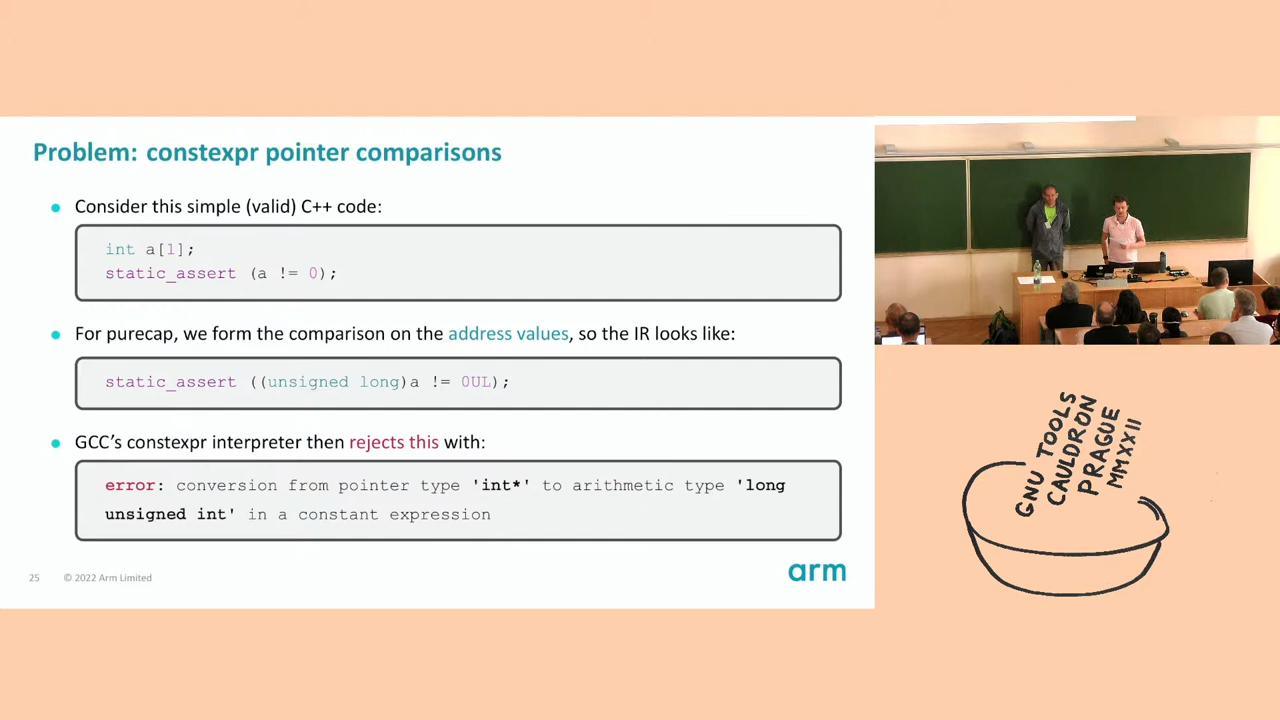 Problem: constexpr pointer comparisons
Consider this simple (valid) C++ code:
int a[1];
static_assert (a != 0);
For purecap, we form the comparison on the address values, so the IR looks like:
static_assert ((unsigned long)a != 0UL);
GCC's constexpr interpreter then rejects this with:
error: conversion from pointer type 'int*' to arithmetic type 'long
unsigned int' in a constant expression
25 © 2022 Arm Limited
arm
GNU TOOLS
CAULDRON
PRAGUE
MMXXII